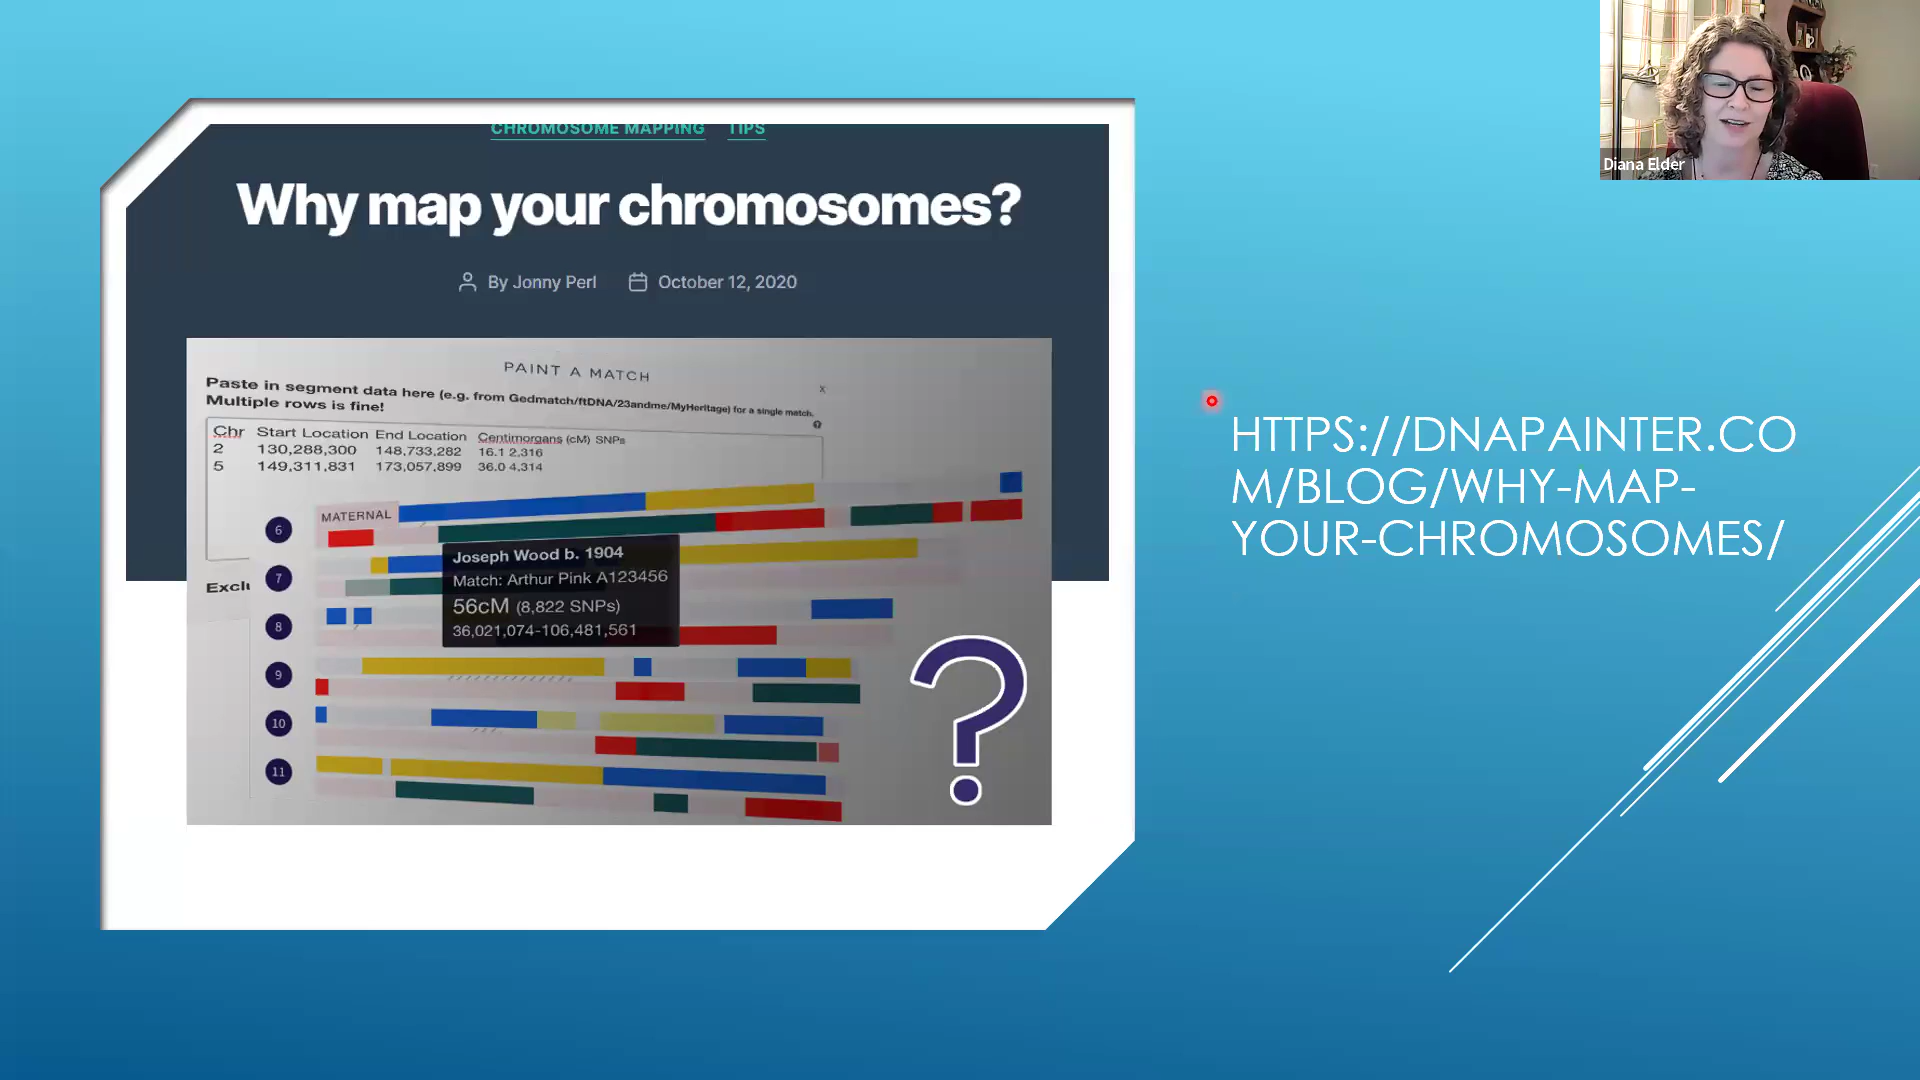 CHROMOSOME MAPPING TIPS
Why map your chromosomes?
By Jonny Perl October 12, 2020
PAINT A MATCH
x
Paste in segment data here (e.g. from Gedmatch/ftDNA/23andme/MyHeritage) for a single match.
Multiple rows is fine!
Chr Start Location End Location Centimorgans (cM) SNPs
2 130,288,300 148,733,282 16.1 2,316
5 149,311,831 173,057,899 36.0 4,314
MATERNAL
6
Joseph Wood b. 1904
7
Match: Arthur Pink A123456
Exclu
56cM (8,822 SNPs)
8
36,021,074-106,481,561
9
10
11
?
Diana Elder
HTTPS://DNAPAINTER.CO
M/BLOG/WHY-MAP-
YOUR-CHROMOSOMES/